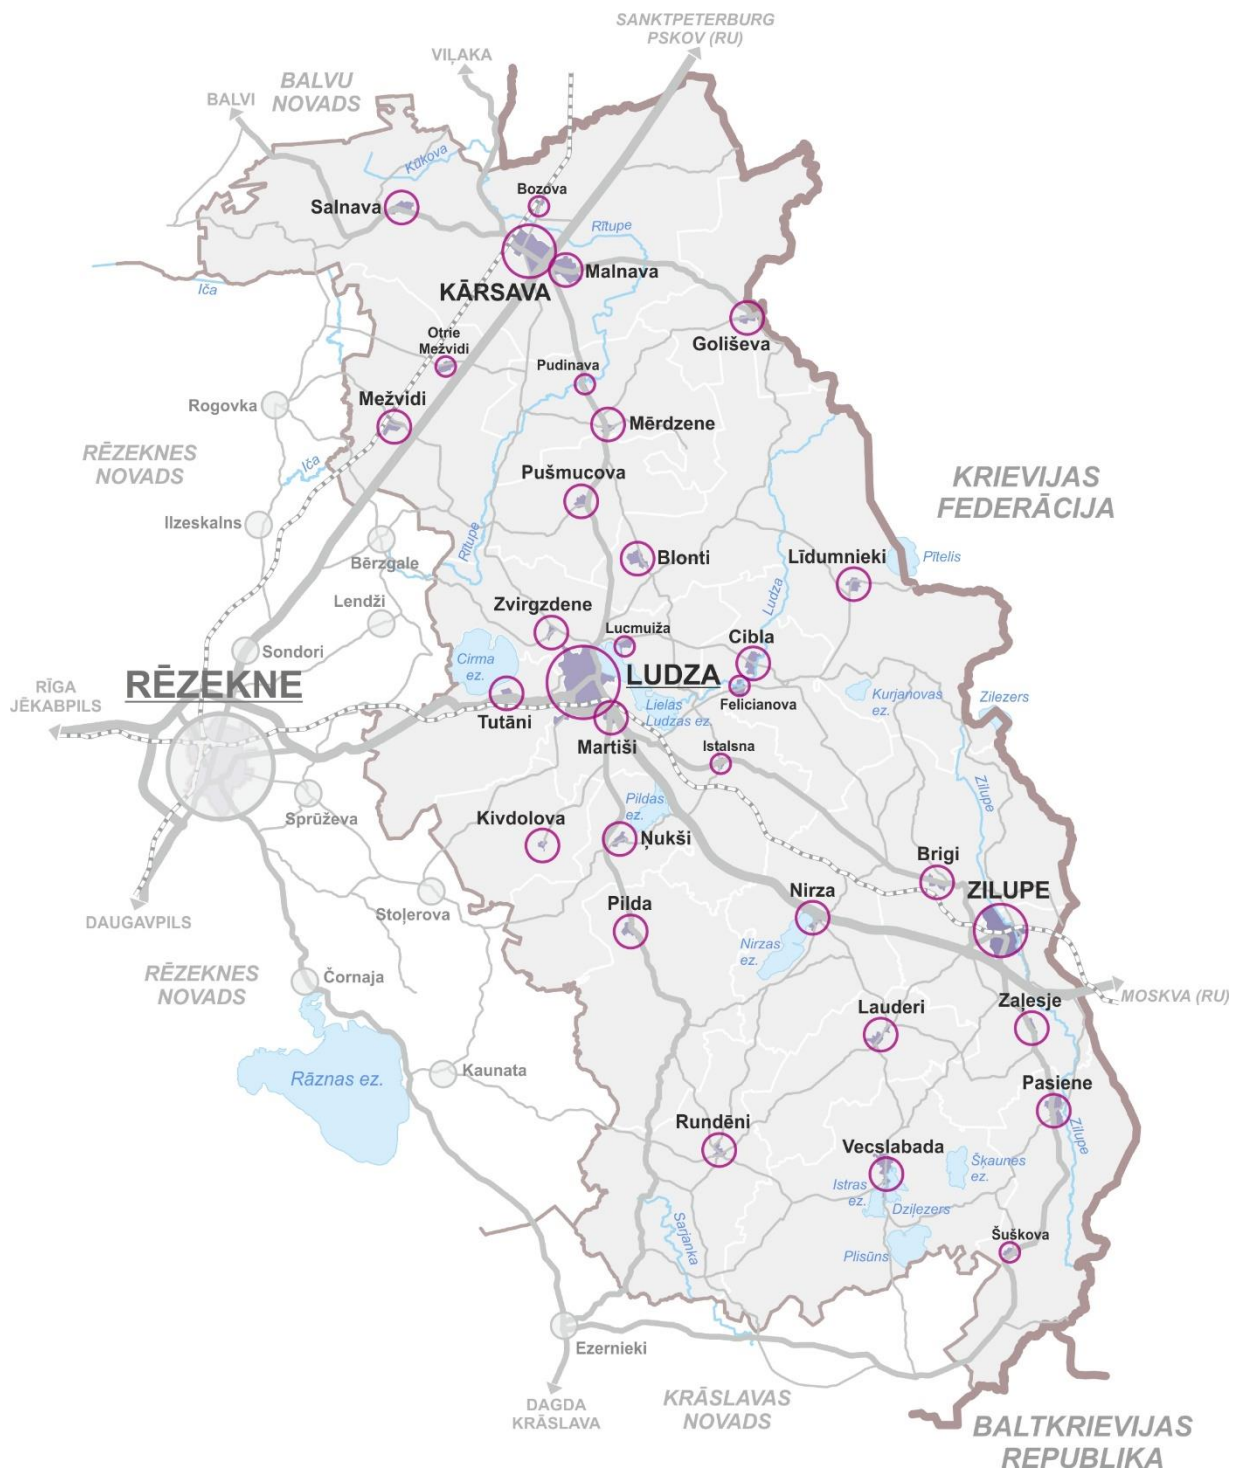 SANKTPETERBURG
PSKOV (RU)
VIĻAKA
BALVU
NOVADS
BALVI
Kūkova
Bozova
Salnava
Rītupe
Malnava
KĀRSAVA
Iča
Goliševa
Otrie
Mežvidi
Pudinava
Mežvidi
Rogovka
Mērdzene
RĒZEKNES
NOVADS
Iča
Pušmucova
KRIEVIJAS
FEDERĀCIJA
Ilzeskalns
Rītupe
Bērzgale
Blonti
Līdumnieki
Pītelis
Ludza
Lendži
Zvirgzdene
Lucmuiža
Cibla
Sondori
Cirma
ez.
LUDZA
RĒZEKNE
RĪGA
JĒKABPILS
Tutāni
Lielais
Ludzas ez.
Felicianova
Kurjanovas
ez.
Zilezers
Martiši
Istalsna
Zilupe
Pildas
ez.
Sprūževa
Kivdolova
Ņukši
Brigi
Nirza
ZILUPE
Stoļerova
Pilda
DAUGAVPILS
Nirzas
ez.
RĒZEKNES
NOVADS
Čornaja
MOSKVA (RU)
Lauderi
Zaļesje
Rāznas ez.
Kaunata
Pasiene
Rundēni
Vecslabada
Zilupe
Šķaunes
ez.
Istras
ez.
Dziļezers
Sarjanka
Plisūns
Šuškova
Ezernieki
DAGDA
KRĀSLAVA
KRĀSLAVAS
NOVADS
BALTKRIEVIJAS
REPUBLIKA